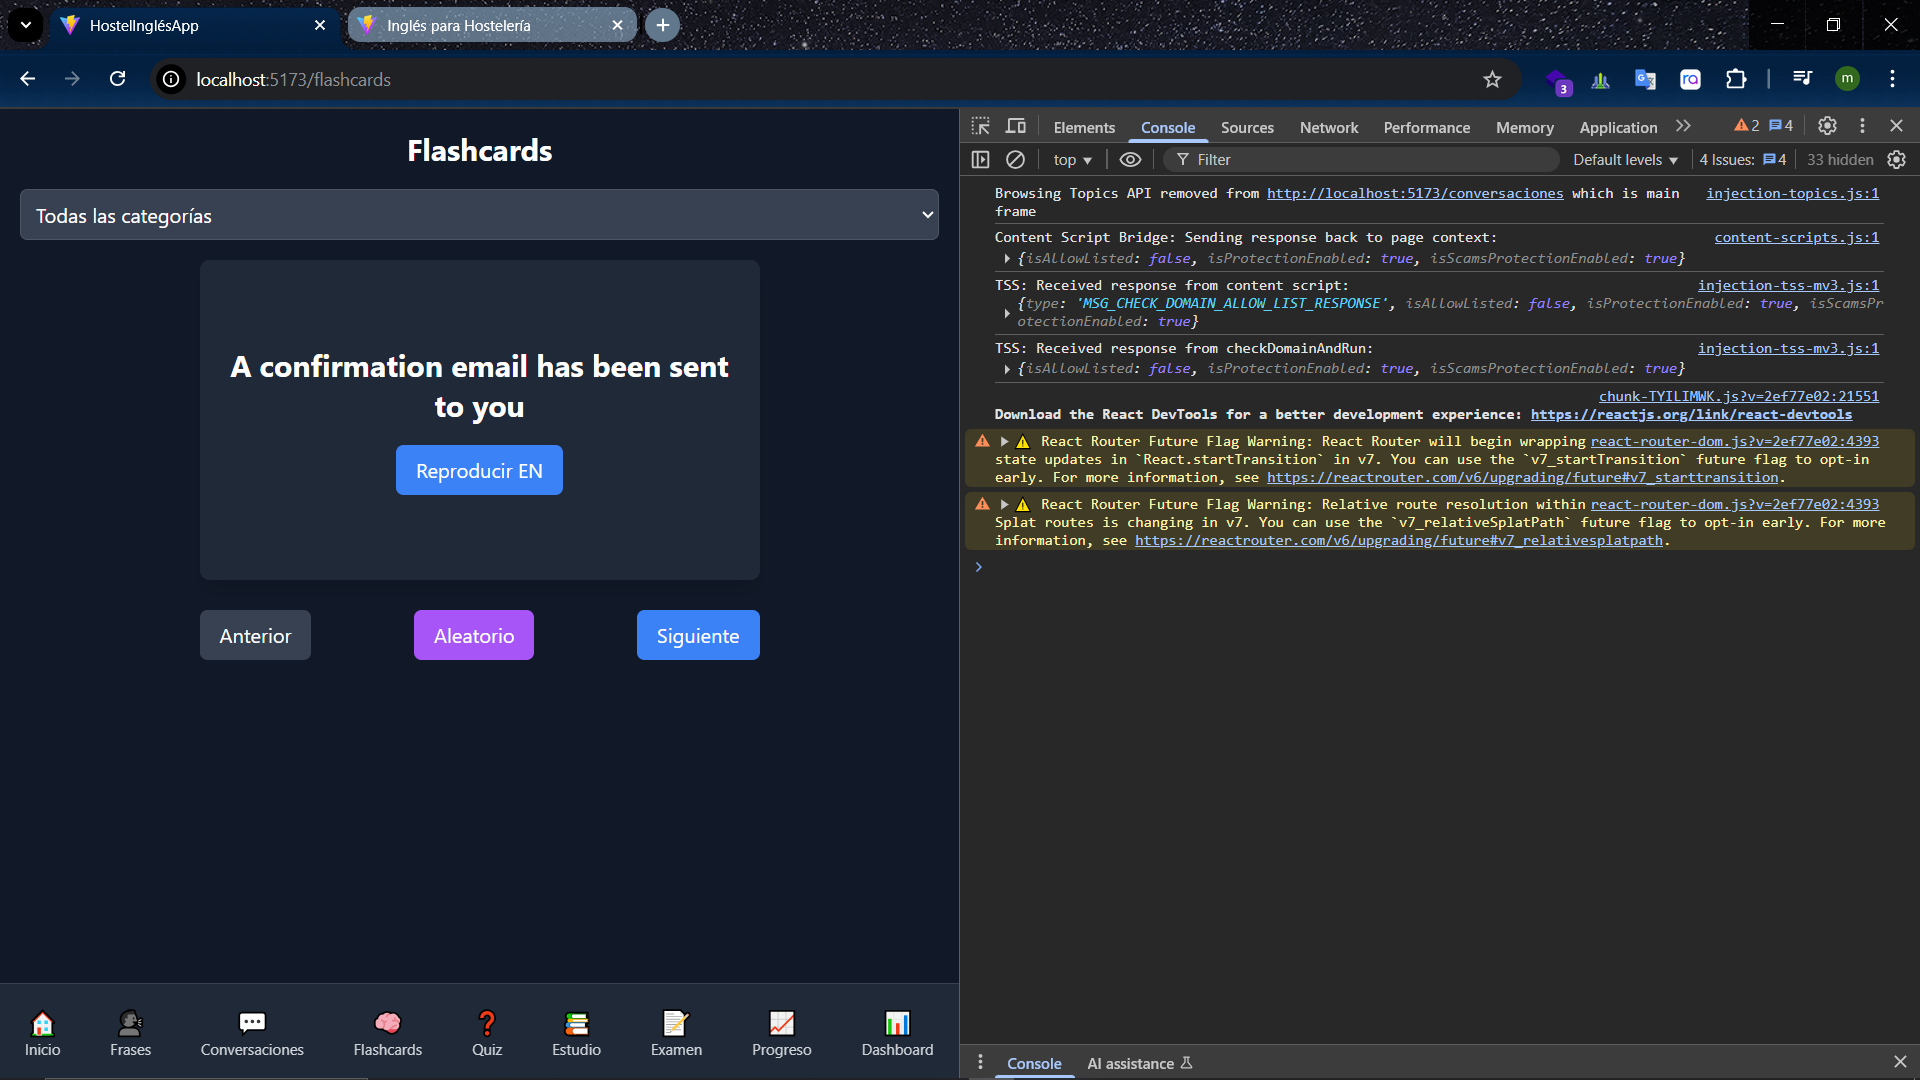 HostelInglésApp
Inglés para Hostelería
localhost:5173/flashcards
3
m
Flashcards
Todas las categorías
A confirmation email has been sent
to you
Reproducir EN
Anterior
Aleatorio
Siguiente
Inicio
Frases
Conversaciones
Flashcards
Quiz
Estudio
Examen
Progreso
Dashboard
Elements
Console
Sources
Network
Performance
Memory
Application
2
4
top
Filter
Default levels
4 Issues:
4
33 hidden
Browsing Topics API removed from http://localhost:5173/conversaciones which is main injection-topics.js:1
frame
Content Script Bridge: Sending response back to page context: content-scripts.js:1
{isAllowListed: false, isProtectionEnabled: true, isScamsProtectionEnabled: true}
TSS: Received response from content script: injection-tss-mv3.js:1
{type: 'MSG_CHECK_DOMAIN_ALLOW_LIST_RESPONSE', isAllowListed: false, isProtectionEnabled: true, isScamsPr
otectionEnabled: true}
TSS: Received response from checkDomainAndRun: injection-tss-mv3.js:1
{isAllowListed: false, isProtectionEnabled: true, isScamsProtectionEnabled: true}
chunk-TYILIMWK.js?v=2ef77e02:21551
Download the React DevTools for a better development experience: https://reactjs.org/link/react-devtools
React Router Future Flag Warning: React Router will begin wrapping react-router-dom.js?v=2ef77e02:4393
state updates in `React.startTransition` in v7. You can use the `v7_startTransition` future flag to opt-in
early. For more information, see https://reactrouter.com/v6/upgrading/future#v7_starttransition.
React Router Future Flag Warning: Relative route resolution within react-router-dom.js?v=2ef77e02:4393
Splat routes is changing in v7. You can use the `v7_relativeSplatPath` future flag to opt-in early. For more
information, see https://reactrouter.com/v6/upgrading/future#v7_relativesplatpath.
Console
AI assistance